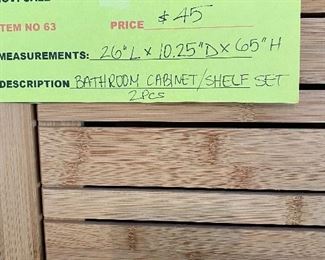 ITEM NO 63 PRICE $45
MEASUREMENTS: 26"L X 10.25"D X 65"H
DESCRIPTION BATHROOM CABINET/SHELF SET
2PCS